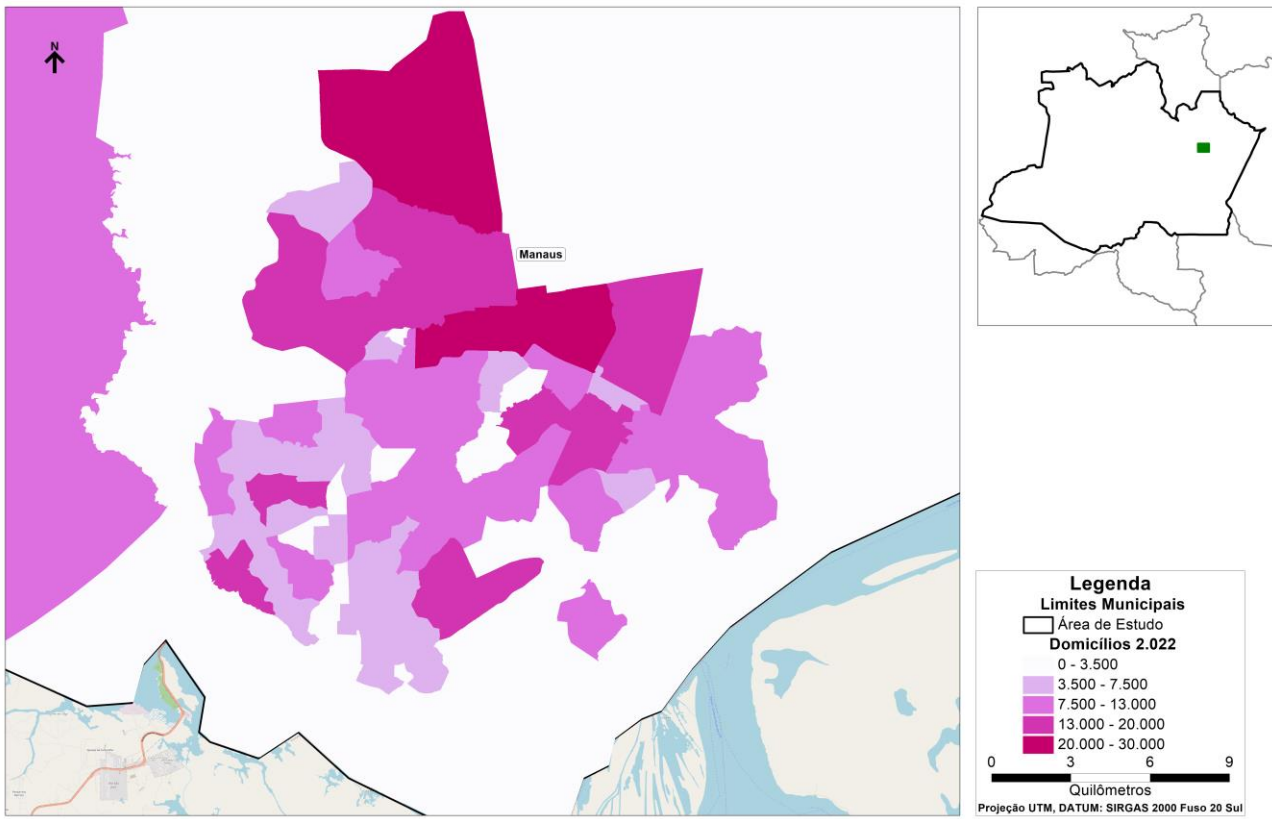 N
Manaus
Legenda
Limites Municipais
Área de Estudo
Domicílios 2.022
0 - 3.500
3.500 - 7.500
7.500 - 13.000
13.000 - 20.000
20.000 - 30.000
0 3 6 9
Quilômetros
Projeção UTM, DATUM: SIRGAS 2000 Fuso 20 Sul